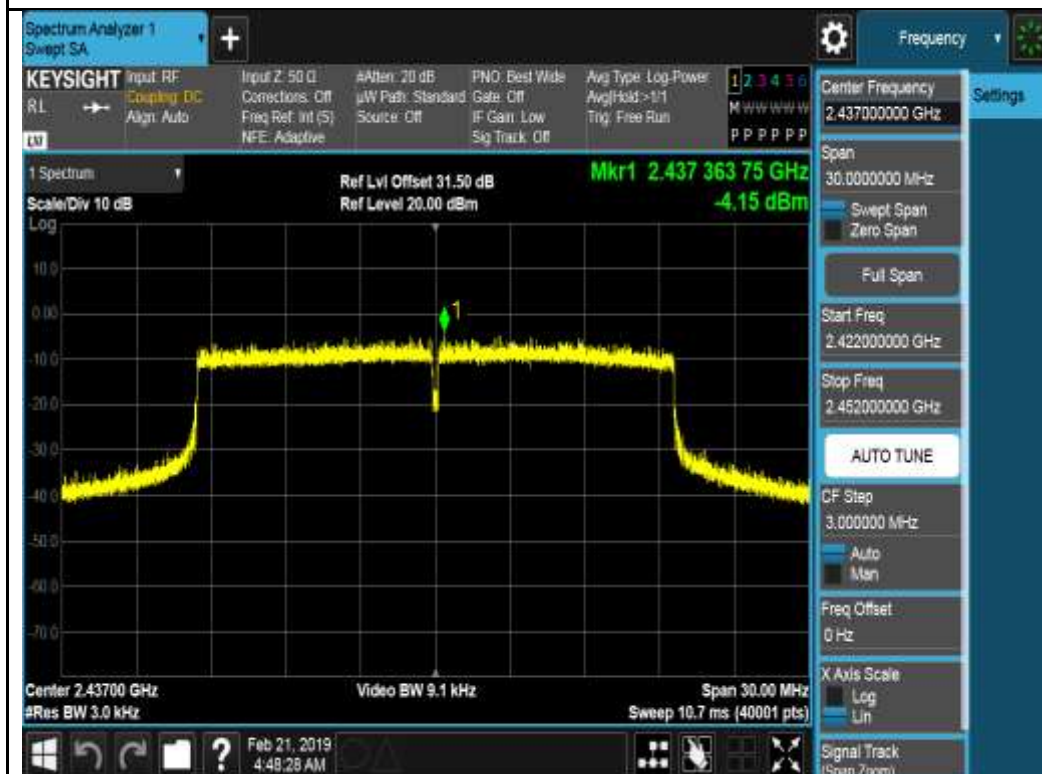 Spectrum Analyzer 1
Swept SA
+
Frequency
Settings
KEYSIGHT
RL
Input: RF
Coupling: DC
Align: Auto
Input Z: 50 Ω
Corrections: Off
Freq Ref: Int (S)
NFE: Adaptive
#Atten: 20 dB
µW Path: Standard
Source: Off
PNO: Best Wide
Gate: Off
IF Gain: Low
Sig Track: Off
Avg Type: Log-Power
Avg|Hold:>1/1
Trig: Free Run
1 2 3 4 5 6
M W W W W W
P P P P P P
1 Spectrum
Scale/Div 10 dB
Log
Ref Lvl Offset 31.50 dB
Ref Level 20.00 dBm
Mkr1 2.437 363 75 GHz
-4.15 dBm
10.0
0.00
-10.0
-20.0
-30.0
-40.0
-50.0
-60.0
-70.0
1
Center 2.43700 GHz
#Res BW 3.0 kHz
Video BW 9.1 kHz
Span 30.00 MHz
Sweep 10.7 ms (40001 pts)
Center Frequency
2.437000000 GHz
Span
30.0000000 MHz
Swept Span
Zero Span
Full Span
Start Freq
2.422000000 GHz
Stop Freq
2.452000000 GHz
AUTO TUNE
CF Step
3.000000 MHz
Auto
Man
Freq Offset
0 Hz
X Axis Scale
Log
Lin
Signal Track
(Span Zoom)
?
Feb 21, 2019
4:48:28 AM